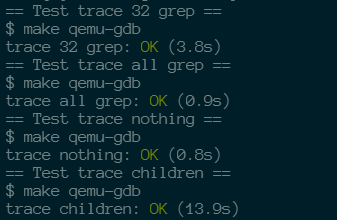 == Test trace 32 grep ==
$ make qemu-gdb
trace 32 grep: OK (3.8s)
== Test trace all grep ==
$ make qemu-gdb
trace all grep: OK (0.9s)
== Test trace nothing ==
$ make qemu-gdb
trace nothing: OK (0.8s)
== Test trace children ==
$ make qemu-gdb
trace children: OK (13.9s)